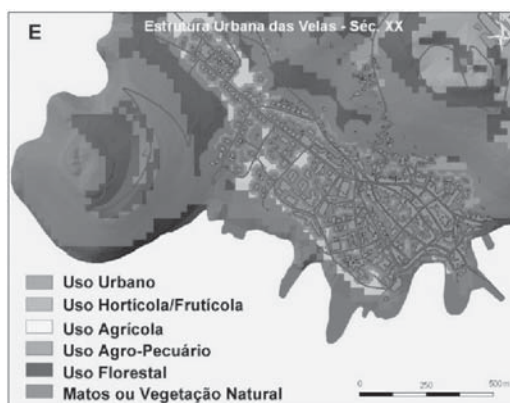 E
Estrutura Urbana das Velas - Séc. XX
Uso Urbano
Uso Hortícola/Frutícola
Uso Agrícola
Uso Agro-Pecuário
Uso Florestal
Matos ou Vegetação Natural
0 250 500 m